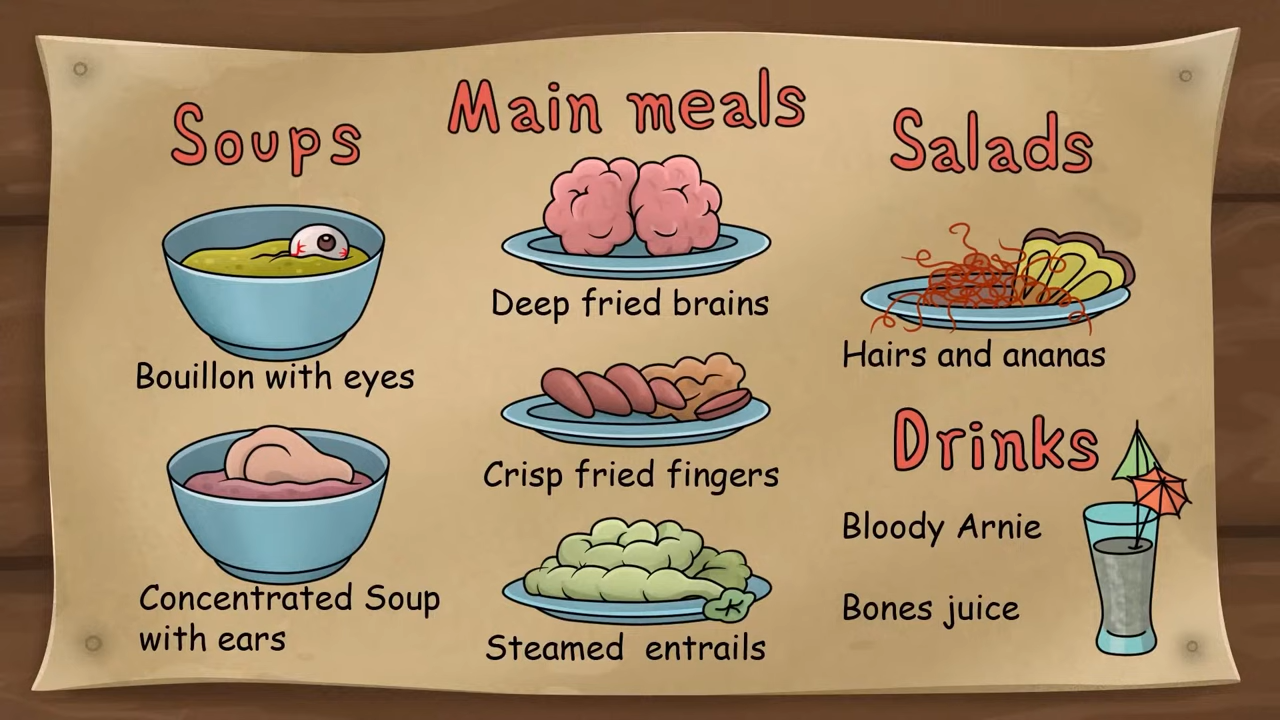 Soups
Bouillon with eyes
Concentrated Soup
with ears
Main meals
Deep fried brains
Crisp fried fingers
Steamed entrails
Salads
Hairs and ananas
Drinks
Bloody Arnie
Bones juice